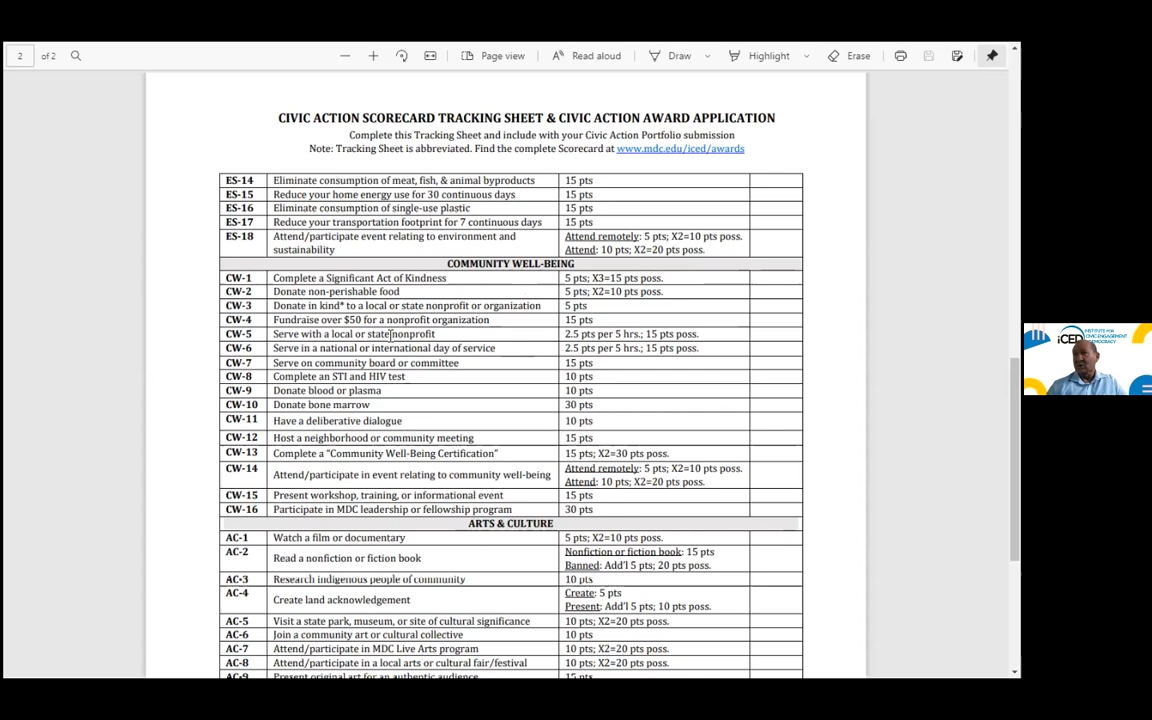 2 of 2 Page view Read aloud Draw Highlight Erase
CIVIC ACTION SCORECARD TRACKING SHEET & CIVIC ACTION AWARD APPLICATION
Complete this Tracking Sheet and include with your Civic Action Portfolio submission
Note: Tracking Sheet is abbreviated. Find the complete Scorecard at www.mdc.edu/iced/awards
ES-14 Eliminate consumption of meat, fish, & animal byproducts 15 pts
ES-15 Reduce your home energy use for 30 continuous days 15 pts
ES-16 Eliminate consumption of single-use plastic 15 pts
ES-17 Reduce your transportation footprint for 7 continuous days 15 pts
ES-18 Attend/participate event relating to environment and Attend remotely: 5 pts; X2=10 pts poss.
sustainability Attend: 10 pts; X2=20 pts poss.
COMMUNITY WELL-BEING
CW-1 Complete a Significant Act of Kindness 5 pts; X3=15 pts poss.
CW-2 Donate non-perishable food 5 pts; X2=10 pts poss.
CW-3 Donate in kind* to a local or state nonprofit or organization 5 pts
CW-4 Fundraise over $50 for a nonprofit organization 15 pts
CW-5 Serve with a local or state nonprofit 2.5 pts per 5 hrs.; 15 pts poss.
CW-6 Serve in a national or international day of service 2.5 pts per 5 hrs.; 15 pts poss.
CW-7 Serve on community board or committee 15 pts
CW-8 Complete an STI and HIV test 10 pts
CW-9 Donate blood or plasma 10 pts
CW-10 Donate bone marrow 30 pts
CW-11 Have a deliberative dialogue 10 pts
CW-12 Host a neighborhood or community meeting 15 pts
CW-13 Complete a “Community Well-Being Certification” 15 pts; X2=30 pts poss.
CW-14 Attend/participate in event relating to community well-being Attend remotely: 5 pts; X2=10 pts poss.
Attend: 10 pts; X2=20 pts poss.
CW-15 Present workshop, training, or informational event 15 pts
CW-16 Participate in MDC leadership or fellowship program 30 pts
ARTS & CULTURE
AC-1 Watch a film or documentary 5 pts; X2=10 pts poss.
AC-2 Read a nonfiction or fiction book Nonfiction or fiction book: 15 pts
Banned: Add'l 5 pts; 20 pts poss.
AC-3 Research indigenous people of community 10 pts
AC-4 Create land acknowledgement Create: 5 pts
Present: Add'l 5 pts; 10 pts poss.
AC-5 Visit a state park, museum, or site of cultural significance 10 pts; X2=20 pts poss.
AC-6 Join a community art or cultural collective 10 pts
AC-7 Attend/participate in MDC Live Arts program 10 pts; X2=20 pts poss.
AC-8 Attend/participate in a local arts or cultural fair/festival 10 pts; X2=20 pts poss.
AC-9 Present original art for an authentic audience 15 pts
iCED INSTITUTE FOR
CIVIC ENGAGEMENT
DEMOCRACY